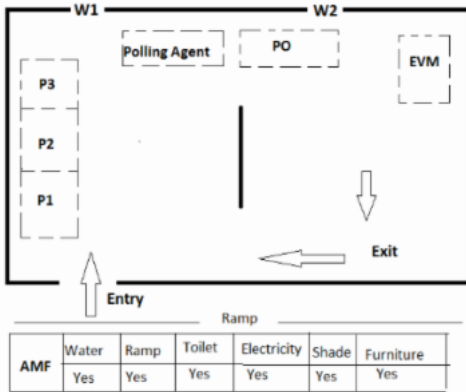 W1 W2
Polling Agent PO
EVM
P3
P2
P1
Exit
Entry
Ramp
AMF Water Ramp Toilet Electricity Shade Furniture
Yes Yes Yes Yes Yes Yes